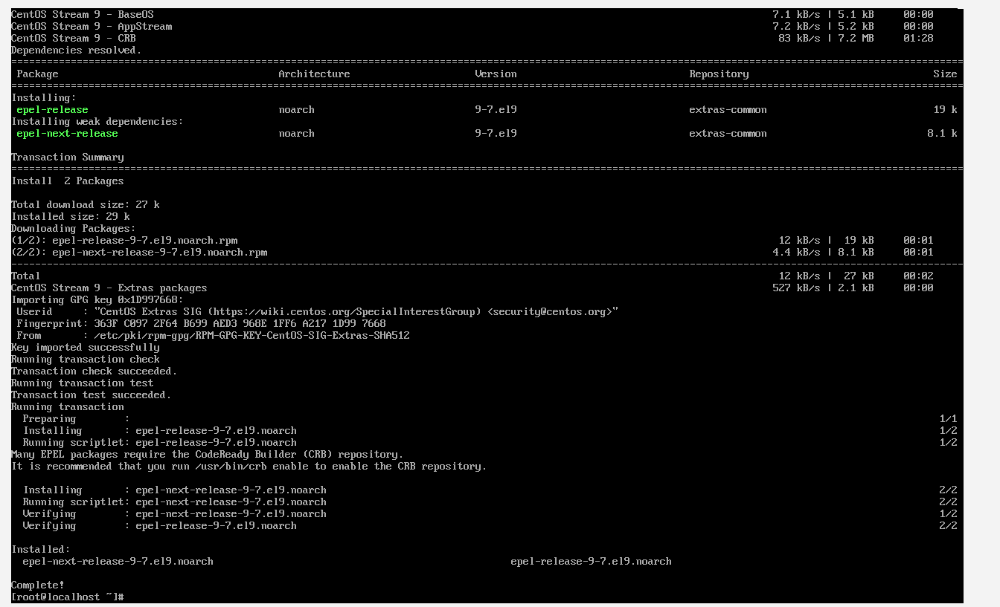 CentOS Stream 9 - BaseOS 7.1 kB/s | 5.1 kB 00:00
CentOS Stream 9 - AppStream 7.2 kB/s | 5.2 kB 00:00
CentOS Stream 9 - CRB 83 kB/s | 7.2 MB 01:28
Dependencies resolved.
Package Architecture Version Repository Size
Installing:
epel-release noarch 9-7.el9 extras-common 19 k
Installing weak dependencies:
epel-next-release noarch 9-7.el9 extras-common 8.1 k
Transaction Summary
Install 2 Packages
Total download size: 27 k
Installed size: 29 k
Downloading Packages:
(1/2): epel-release-9-7.el9.noarch.rpm 12 kB/s | 19 kB 00:01
(2/2): epel-next-release-9-7.el9.noarch.rpm 4.4 kB/s | 8.1 kB 00:01
Total 12 kB/s | 27 kB 00:02
CentOS Stream 9 - Extras packages 527 kB/s | 2.1 kB 00:00
Importing GPG key 0x1D997668:
Userid : "CentOS Extras SIG (https://wiki.centos.org/SpecialInterestGroup) <security@centos.org>"
Fingerprint: 363F C097 2F64 B699 AED3 968E 1FF6 A217 1D99 7668
From : /etc/pki/rpm-gpg/RPM-GPG-KEY-CentOS-SIG-Extras-SHA512
Key imported successfully
Running transaction check
Transaction check succeeded.
Running transaction test
Transaction test succeeded.
Running transaction
Preparing : 1/1
Installing : epel-release-9-7.el9.noarch 1/2
Running scriptlet: epel-release-9-7.el9.noarch 1/2
Many EPEL packages require the CodeReady Builder (CRB) repository.
It is recommended that you run /usr/bin/crb enable to enable the CRB repository.
Installing : epel-next-release-9-7.el9.noarch 2/2
Running scriptlet: epel-next-release-9-7.el9.noarch 2/2
Verifying : epel-next-release-9-7.el9.noarch 1/2
Verifying : epel-release-9-7.el9.noarch 2/2
Installed:
epel-next-release-9-7.el9.noarch epel-release-9-7.el9.noarch
Complete!
[root@localhost ~]#